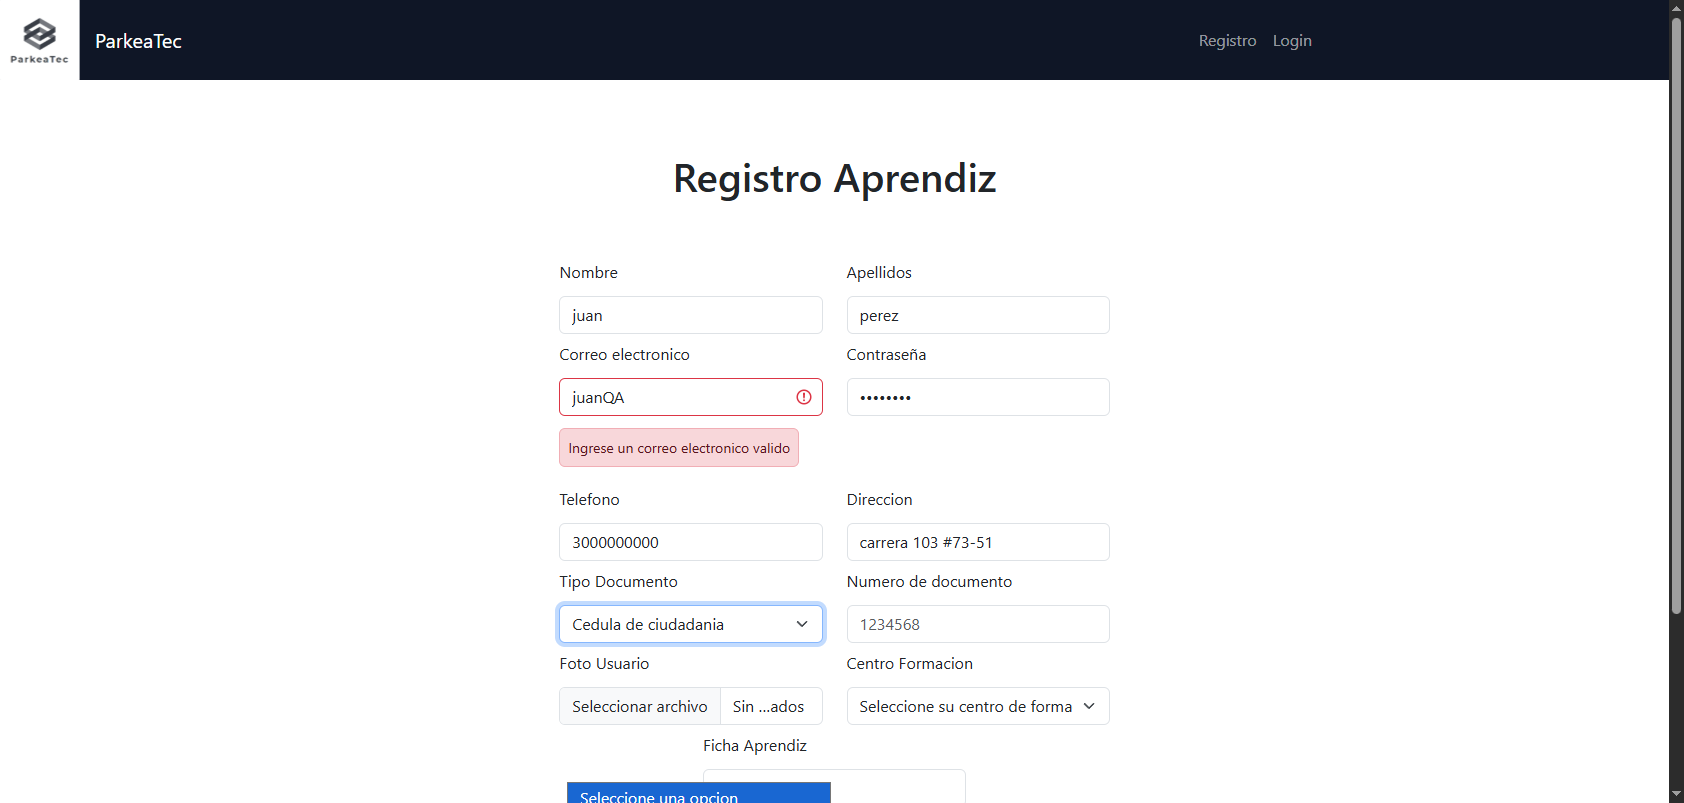 ParkeaTec
ParkeaTec
Registro Login
Registro Aprendiz
Nombre
Apellidos
juan
perez
Correo electronico
Contraseña
juanQA
••••••••
Ingrese un correo electronico valido
Telefono
Direccion
3000000000
carrera 103 #73-51
Tipo Documento
Numero de documento
Cedula de ciudadania
1234568
Foto Usuario
Centro Formacion
Seleccionar archivo Sin ...ados
Seleccione su centro de forma
Ficha Aprendiz
Seleccione una opcion